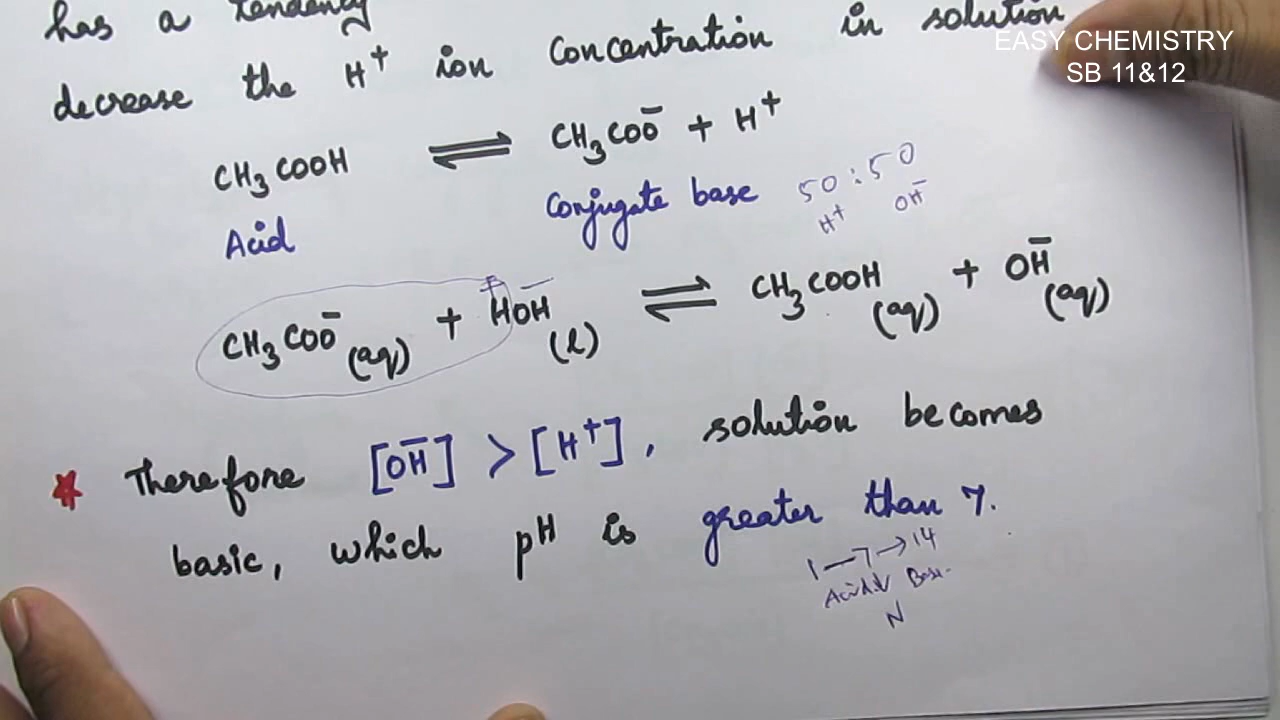 has a tendency
decrease the H⁺ ion concentration in solution
EASY CHEMISTRY
SB 11&12
CH₃COOH ⇌ CH₃COO⁻ + H⁺
Acid Conjugate base 50:50
H⁺ OH⁻
CH₃COO⁻(aq) + H⁺OH⁻(l) ⇌ CH₃COOH(aq) + OH⁻(aq)
* Therefore [OH⁻] > [H⁺], solution becomes
basic, which pH is greater than 7.
1—7→14
Acid Base
N